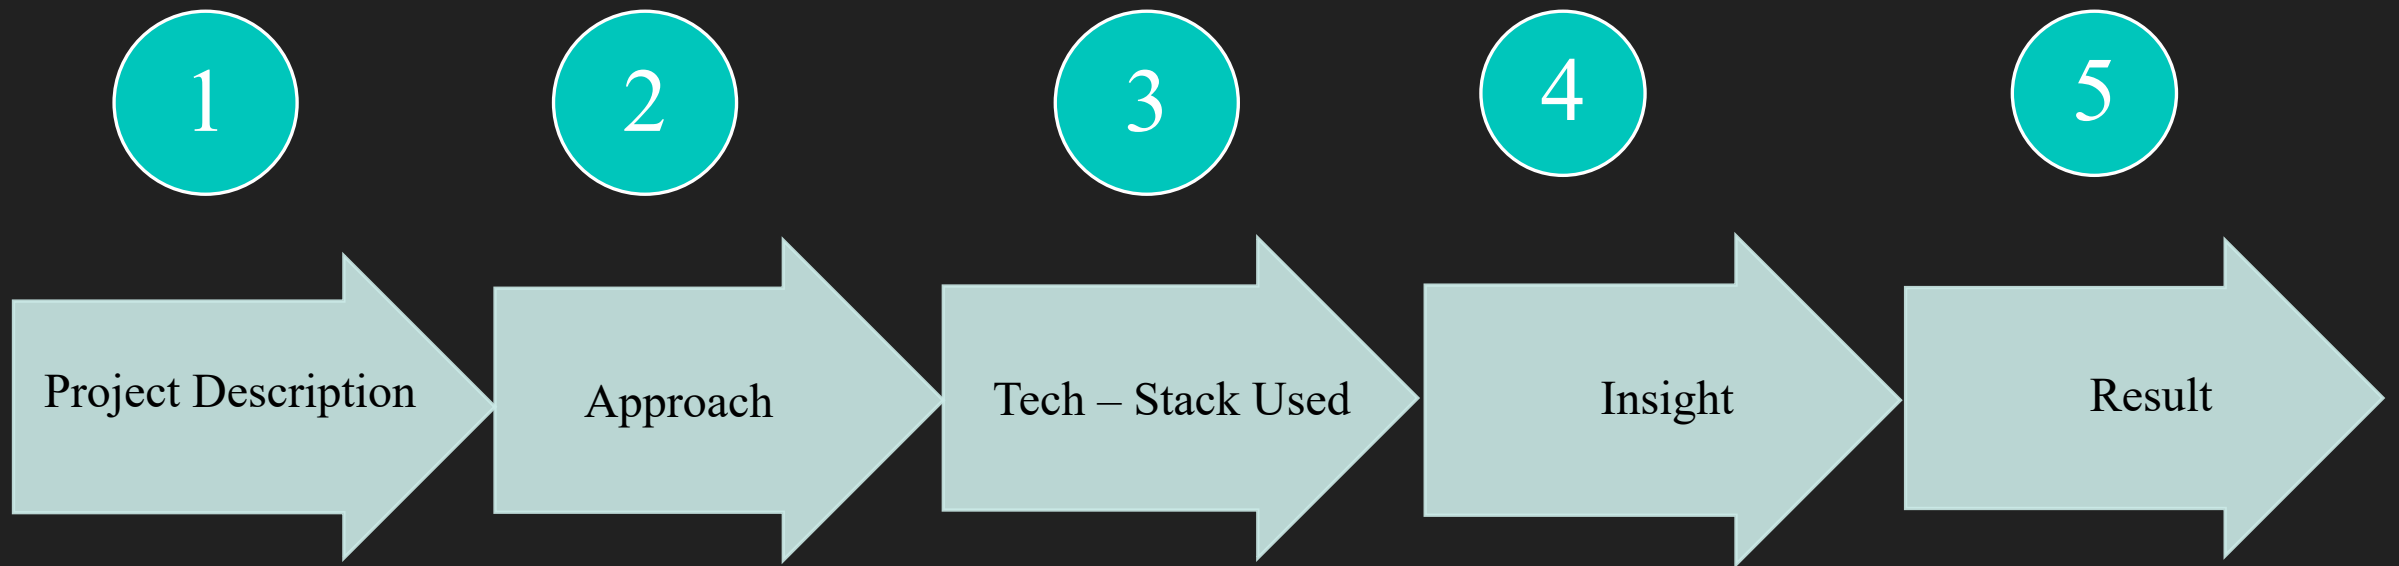 1
2
3
4
5
Project Description
Approach
Tech – Stack Used
Insight
Result